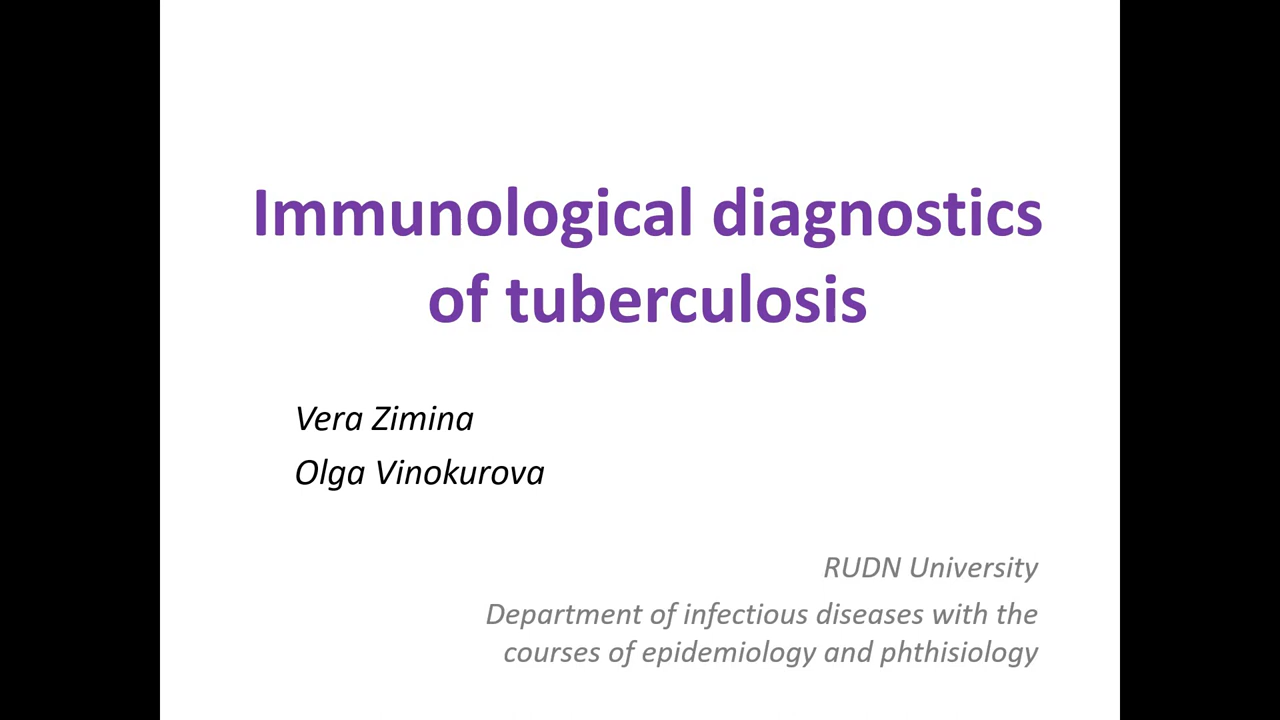 Immunological diagnostics
of tuberculosis
Vera Zimina
Olga Vinokurova
RUDN University
Department of infectious diseases with the
courses of epidemiology and phthisiology